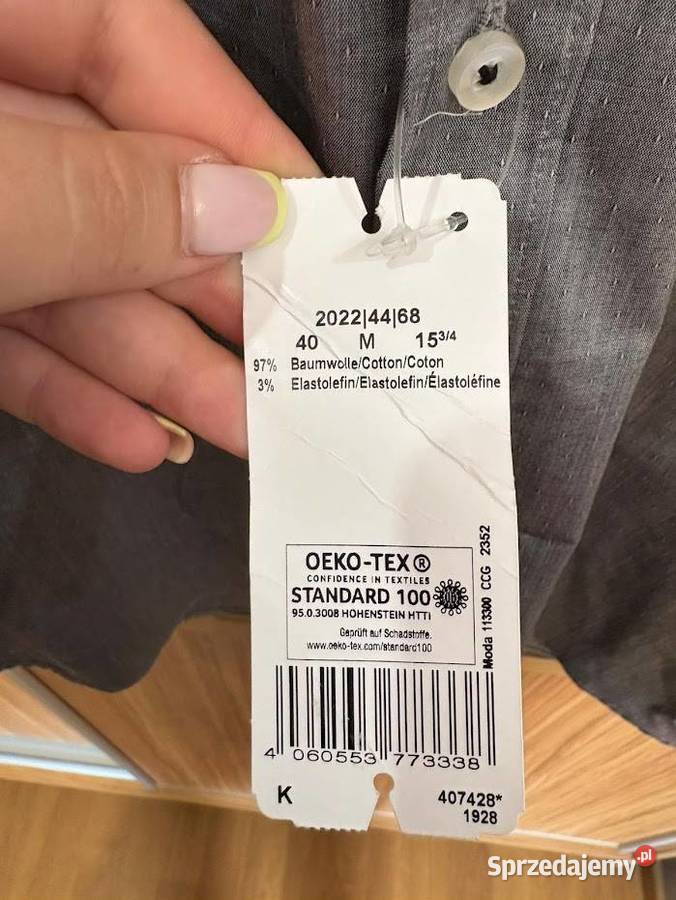 2022|44|68
40 M 15 3/4
97% Baumwolle/Cotton/Coton
3% Elastolefin/Elastolefin/Élastoléfine
OEKO-TEX®
CONFIDENCE IN TEXTILES
STANDARD 100
95.0.3008 HOHENSTEIN HTTI
Geprüft auf Schadstoffe.
www.oeko-tex.com/standard100
Moda 113300 CCG 2352
4 060553 773338
K 407428*
1928
Sprzedajemy.pl